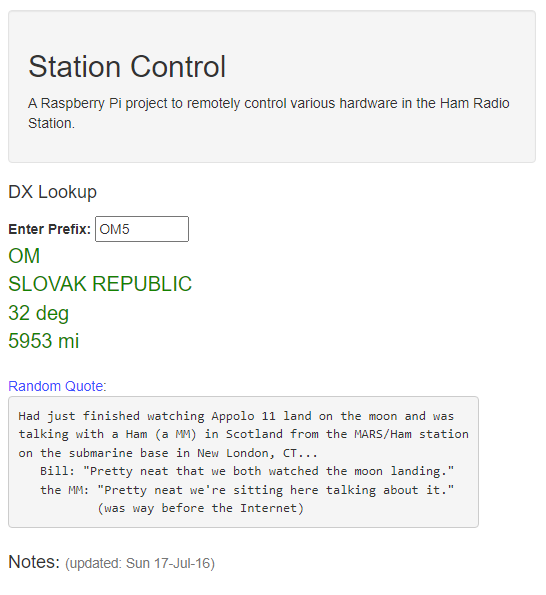 Station Control
A Raspberry Pi project to remotely control various hardware in the Ham Radio
Station.
DX Lookup
Enter Prefix: OM5
OM
SLOVAK REPUBLIC
32 deg
5953 mi
Random Quote:
Had just finished watching Appolo 11 land on the moon and was
talking with a Ham (a MM) in Scotland from the MARS/Ham station
on the submarine base in New London, CT...
Bill: "Pretty neat that we both watched the moon landing."
the MM: "Pretty neat we're sitting here talking about it."
(was way before the Internet)
Notes: (updated: Sun 17-Jul-16)